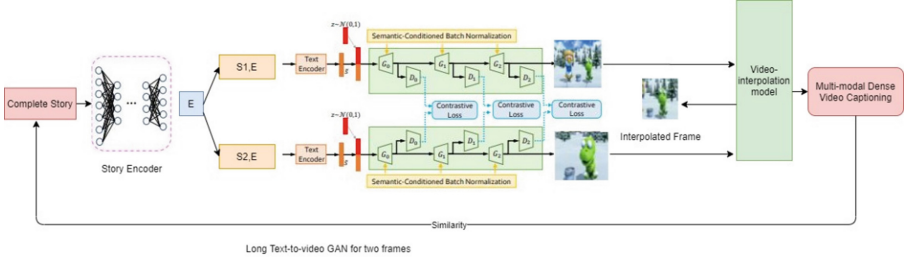 Complete Story
Story Encoder
E
S1,E
S2,E
Text
Encoder
s
z~N(0,1)
Semantic-Conditioned Batch Normalization
G₀
D₀
G₁
D₁
G₂
D₂
Contrastive
Loss
Contrastive
Loss
Contrastive
Loss
z~N(0,1)
Text
Encoder
s
G₀
D₀
G₁
D₁
G₂
D₂
Semantic-Conditioned Batch Normalization
Interpolated Frame
Video-
interpolation
model
Multi-modal Dense
Video Captioning
Similarity
Long Text-to-video GAN for two frames